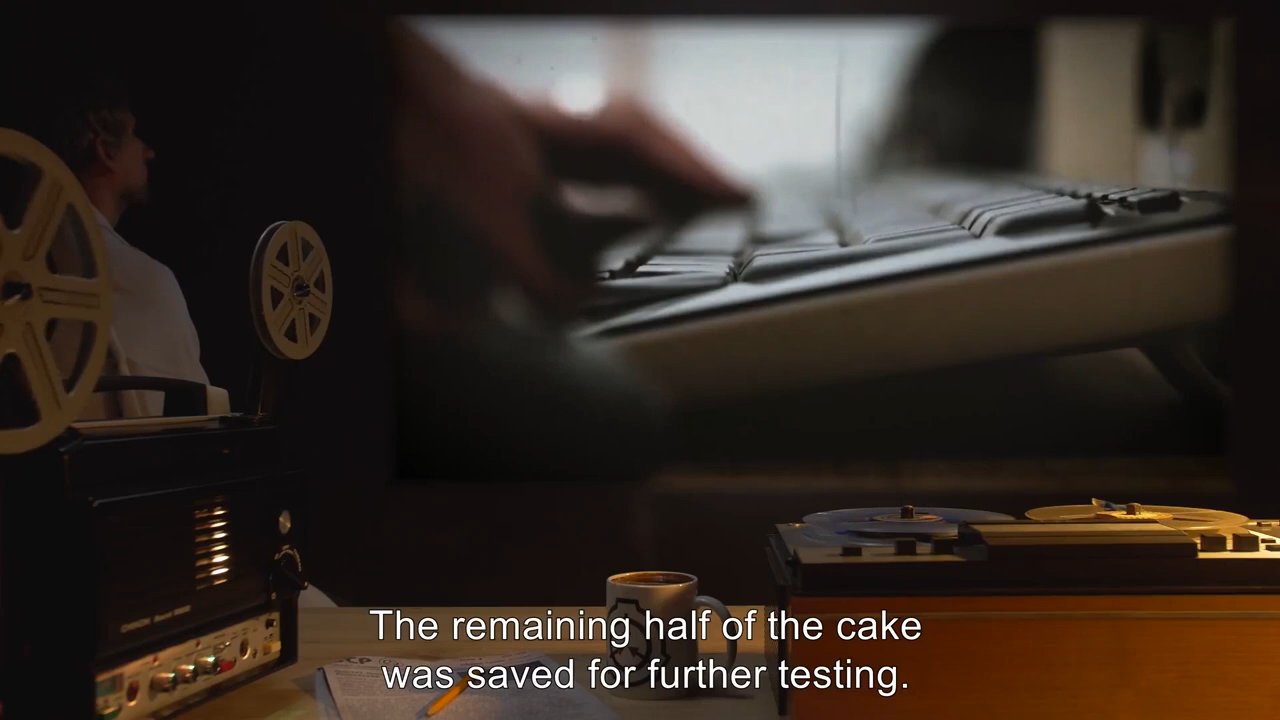 The remaining half of the cake
was saved for further testing.